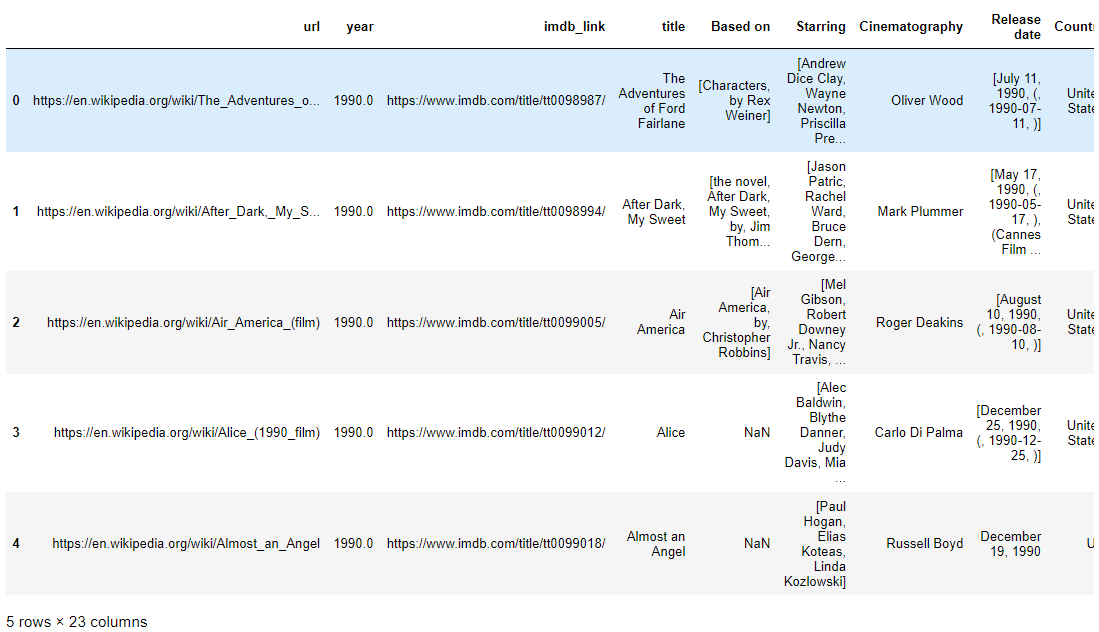 url year imdb_link title Based on Starring Cinematography Release date Countr
0 https://en.wikipedia.org/wiki/The_Adventures_o... 1990.0 https://www.imdb.com/title/tt0098987/ The Adventures of Ford Fairlane [Characters, by Rex Weiner] [Andrew Dice Clay, Wayne Newton, Priscilla Pre... Oliver Wood [July 11, 1990, (, 1990-07-11, )] Unite State
1 https://en.wikipedia.org/wiki/After_Dark,_My_S... 1990.0 https://www.imdb.com/title/tt0098994/ After Dark, My Sweet [the novel, After Dark, My Sweet, by, Jim Thom... [Jason Patric, Rachel Ward, Bruce Dern, George... Mark Plummer [May 17, 1990, (, 1990-05-17, ), (Cannes Film ... Unite State
2 https://en.wikipedia.org/wiki/Air_America_(film) 1990.0 https://www.imdb.com/title/tt0099005/ Air America [Air America, by, Christopher Robbins] [Mel Gibson, Robert Downey Jr., Nancy Travis, ... Roger Deakins [August 10, 1990, (, 1990-08-10, )] Unite State
3 https://en.wikipedia.org/wiki/Alice_(1990_film) 1990.0 https://www.imdb.com/title/tt0099012/ Alice NaN [Alec Baldwin, Blythe Danner, Judy Davis, Mia ... Carlo Di Palma [December 25, 1990, (, 1990-12-25, )] Unite State
4 https://en.wikipedia.org/wiki/Almost_an_Angel 1990.0 https://www.imdb.com/title/tt0099018/ Almost an Angel NaN [Paul Hogan, Elias Koteas, Linda Kozlowski] Russell Boyd December 19, 1990 U
5 rows × 23 columns